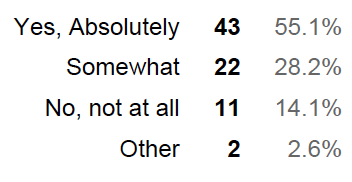 Yes, Absolutely 43 55.1%
Somewhat 22 28.2%
No, not at all 11 14.1%
Other 2 2.6%